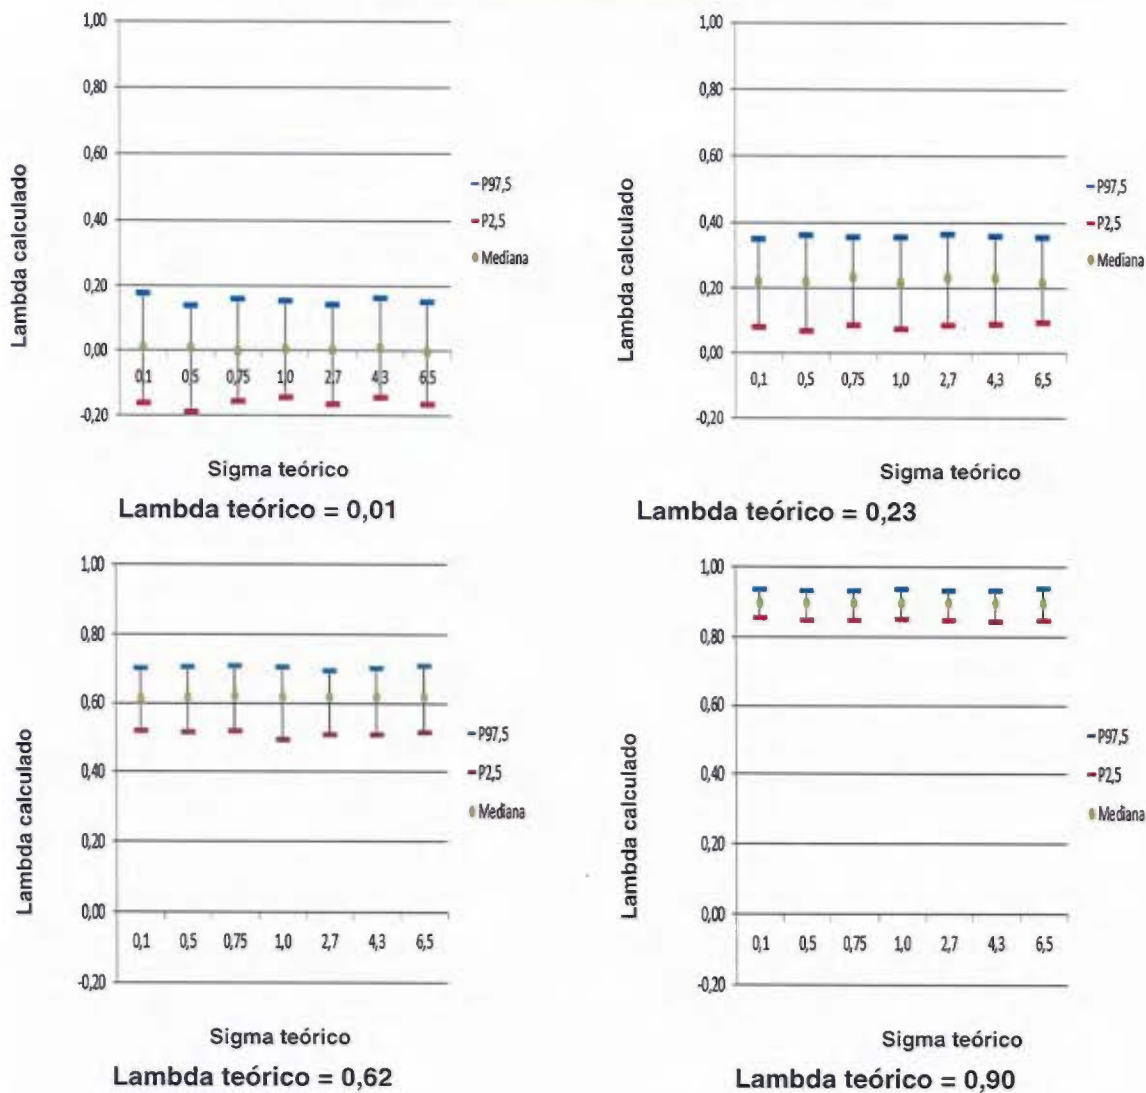 1,00
0,80
0,60
0,40
0,20
0,00
-0,20
Lambda calculado
0,1 0,5 0,75 1,0 2,7 4,3 6,5
P97,5
P2,5
Mediana
Sigma teórico
Lambda teórico = 0,01
1,00
0,80
0,60
0,40
0,20
0,00
-0,20
Lambda calculado
0,1 0,5 0,75 1,0 2,7 4,3 6,5
P97,5
P2,5
Mediana
Sigma teórico
Lambda teórico = 0,23
1,00
0,80
0,60
0,40
0,20
0,00
-0,20
Lambda calculado
0,1 0,5 0,75 1,0 2,7 4,3 6,5
P97,5
P2,5
Mediana
Sigma teórico
Lambda teórico = 0,62
1,00
0,80
0,60
0,40
0,20
0,00
-0,20
Lambda calculado
0,1 0,5 0,75 1,0 2,7 4,3 6,5
P97,5
P2,5
Mediana
Sigma teórico
Lambda teórico = 0,90